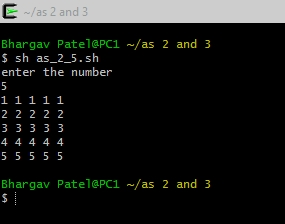 ~/as 2 and 3
Bhargav Patel@PC1 ~/as 2 and 3
$ sh as_2_5.sh
enter the number
5
1 1 1 1 1
2 2 2 2 2
3 3 3 3 3
4 4 4 4 4
5 5 5 5 5
Bhargav Patel@PC1 ~/as 2 and 3
$